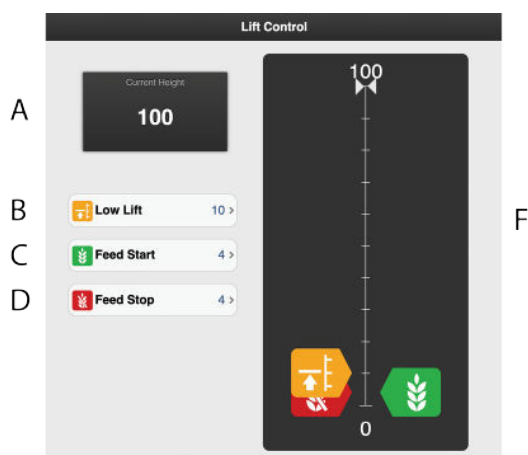 Lift Control
A
Current Height
100
B
Low Lift 10 >
C
Feed Start 4 >
D
Feed Stop 4 >
100
0
F